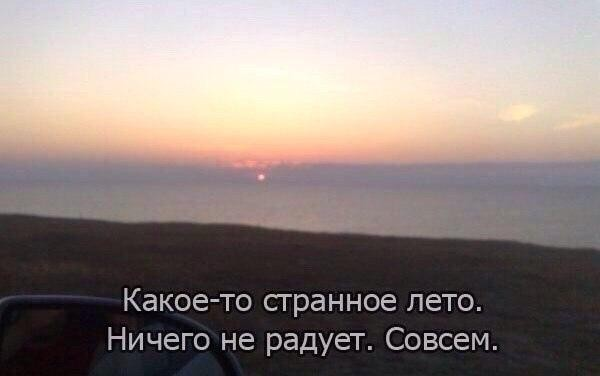 Какое-то странное лето.
Ничего не радует. Совсем.